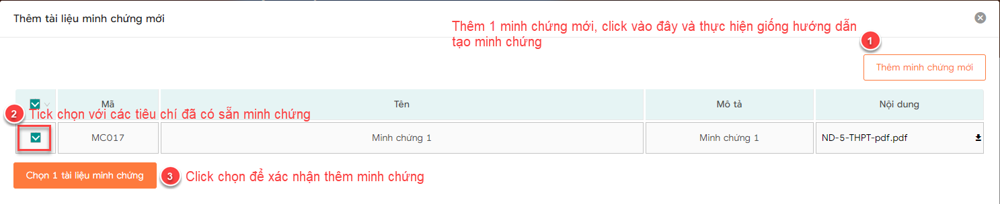 Thêm tài liệu minh chứng mới
Thêm 1 minh chứng mới, click vào đây và thực hiện giống hướng dẫn
tạo minh chứng
1
Thêm minh chứng mới
Mã Tên Mô tả Nội dung
2 Tick chọn với các tiêu chí đã có sẵn minh chứng
MC017 Minh chứng 1 Minh chứng 1 ND-5-THPT-pdf.pdf
Chọn 1 tài liệu minh chứng 3 Click chọn để xác nhận thêm minh chứng